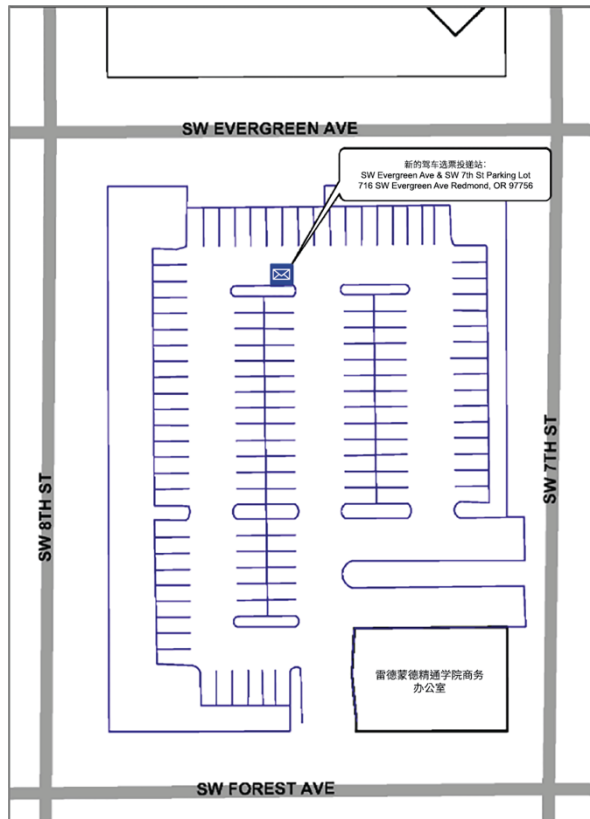 SW EVERGREEN AVE
新的驾车选票投递站：
SW Evergreen Ave & SW 7th St Parking Lot
716 SW Evergreen Ave Redmond, OR 97756
SW 8TH ST
SW 7TH ST
雷德蒙德精通学院商务
办公室
SW FOREST AVE